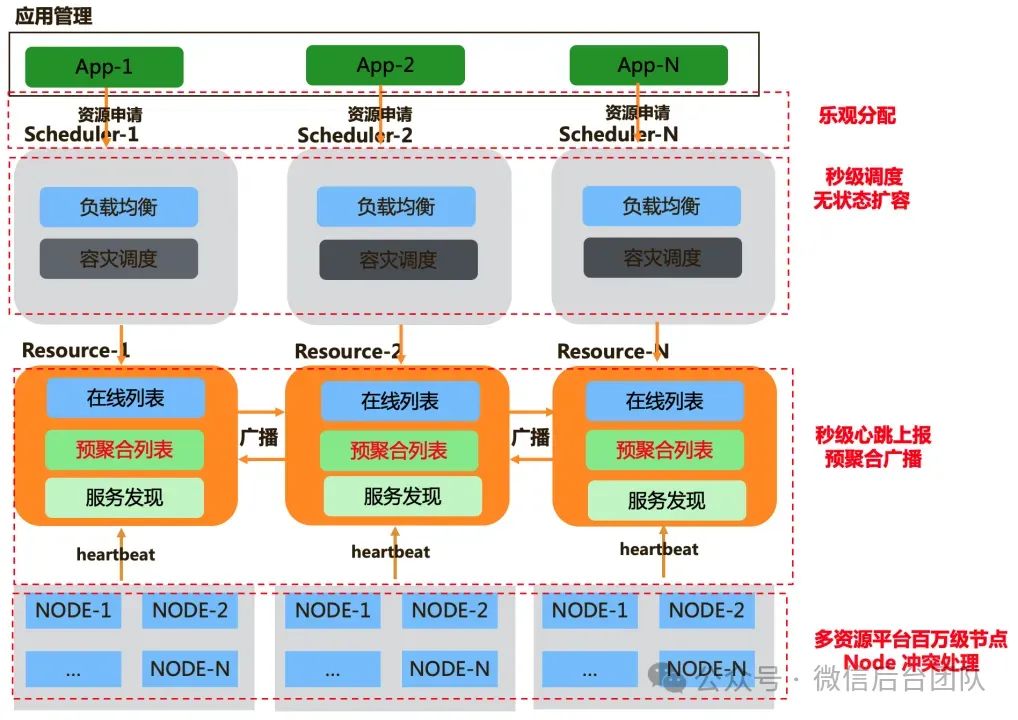 应用管理
App-1
App-2
App-N
资源申请
资源申请
资源申请
乐观分配
Scheduler-1
Scheduler-2
Scheduler-N
负载均衡
负载均衡
负载均衡
秒级调度
无状态扩容
容灾调度
容灾调度
容灾调度
Resource-1
Resource-2
Resource-N
在线列表
在线列表
在线列表
广播
广播
预聚合列表
预聚合列表
预聚合列表
秒级心跳上报
预聚合广播
服务发现
服务发现
服务发现
heartbeat
heartbeat
heartbeat
NODE-1
NODE-2
NODE-1
NODE-2
NODE-1
NODE-2
...
NODE-N
...
NODE-N
...
NODE-N
多资源平台百万级节点
Node 冲突处理
公众号 · 微信后台团队